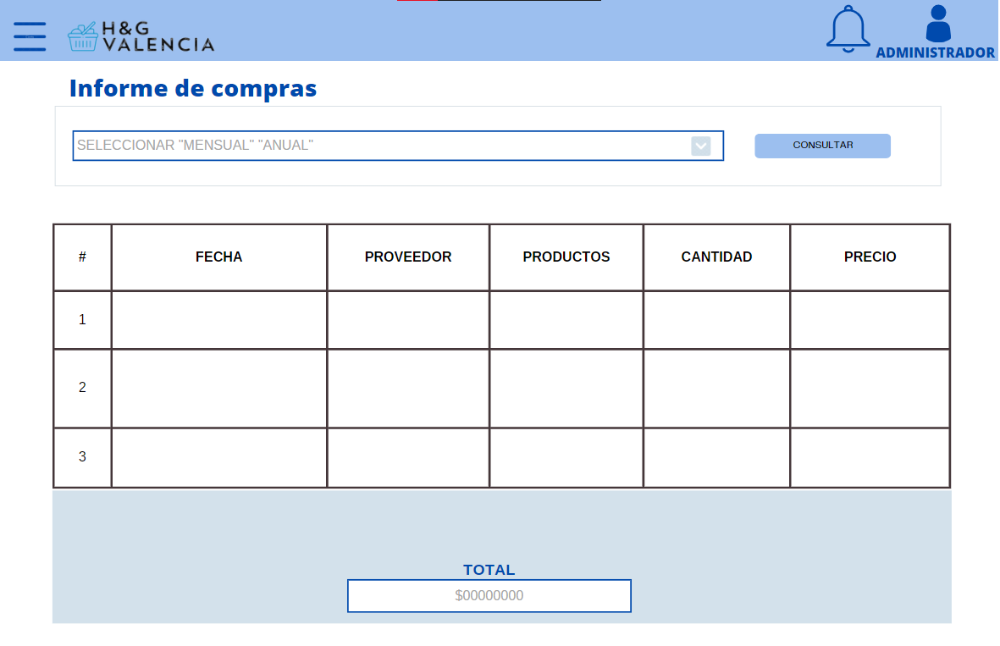 H&G
VALENCIA
ADMINISTRADOR
Informe de compras
SELECCIONAR "MENSUAL" "ANUAL"
CONSULTAR
# FECHA PROVEEDOR PRODUCTOS CANTIDAD PRECIO
1
2
3
TOTAL
$00000000